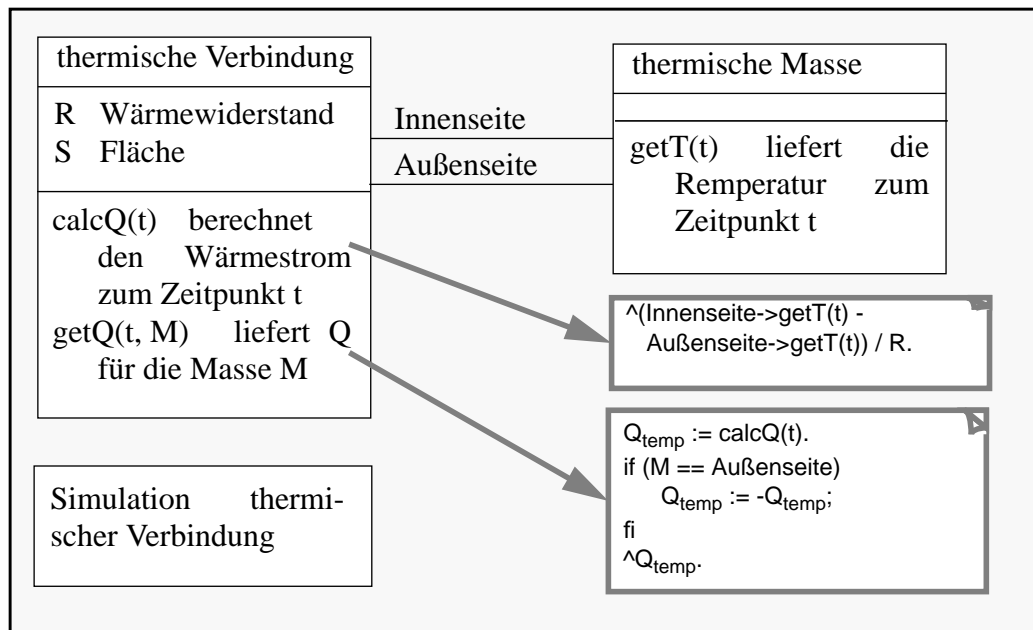 thermische Verbindung
R Wärmewiderstand
S Fläche
calcQ(t) berechnet
den Wärmestrom
zum Zeitpunkt t
getQ(t, M) liefert Q
für die Masse M
Innenseite
Außenseite
thermische Masse
getT(t) liefert die
Remperatur zum
Zeitpunkt t
^(Innenseite->getT(t) -
Außenseite->getT(t)) / R.
Qtemp := calcQ(t).
if (M == Außenseite)
Qtemp := -Qtemp;
fi
^Qtemp.
Simulation thermi-
scher Verbindung